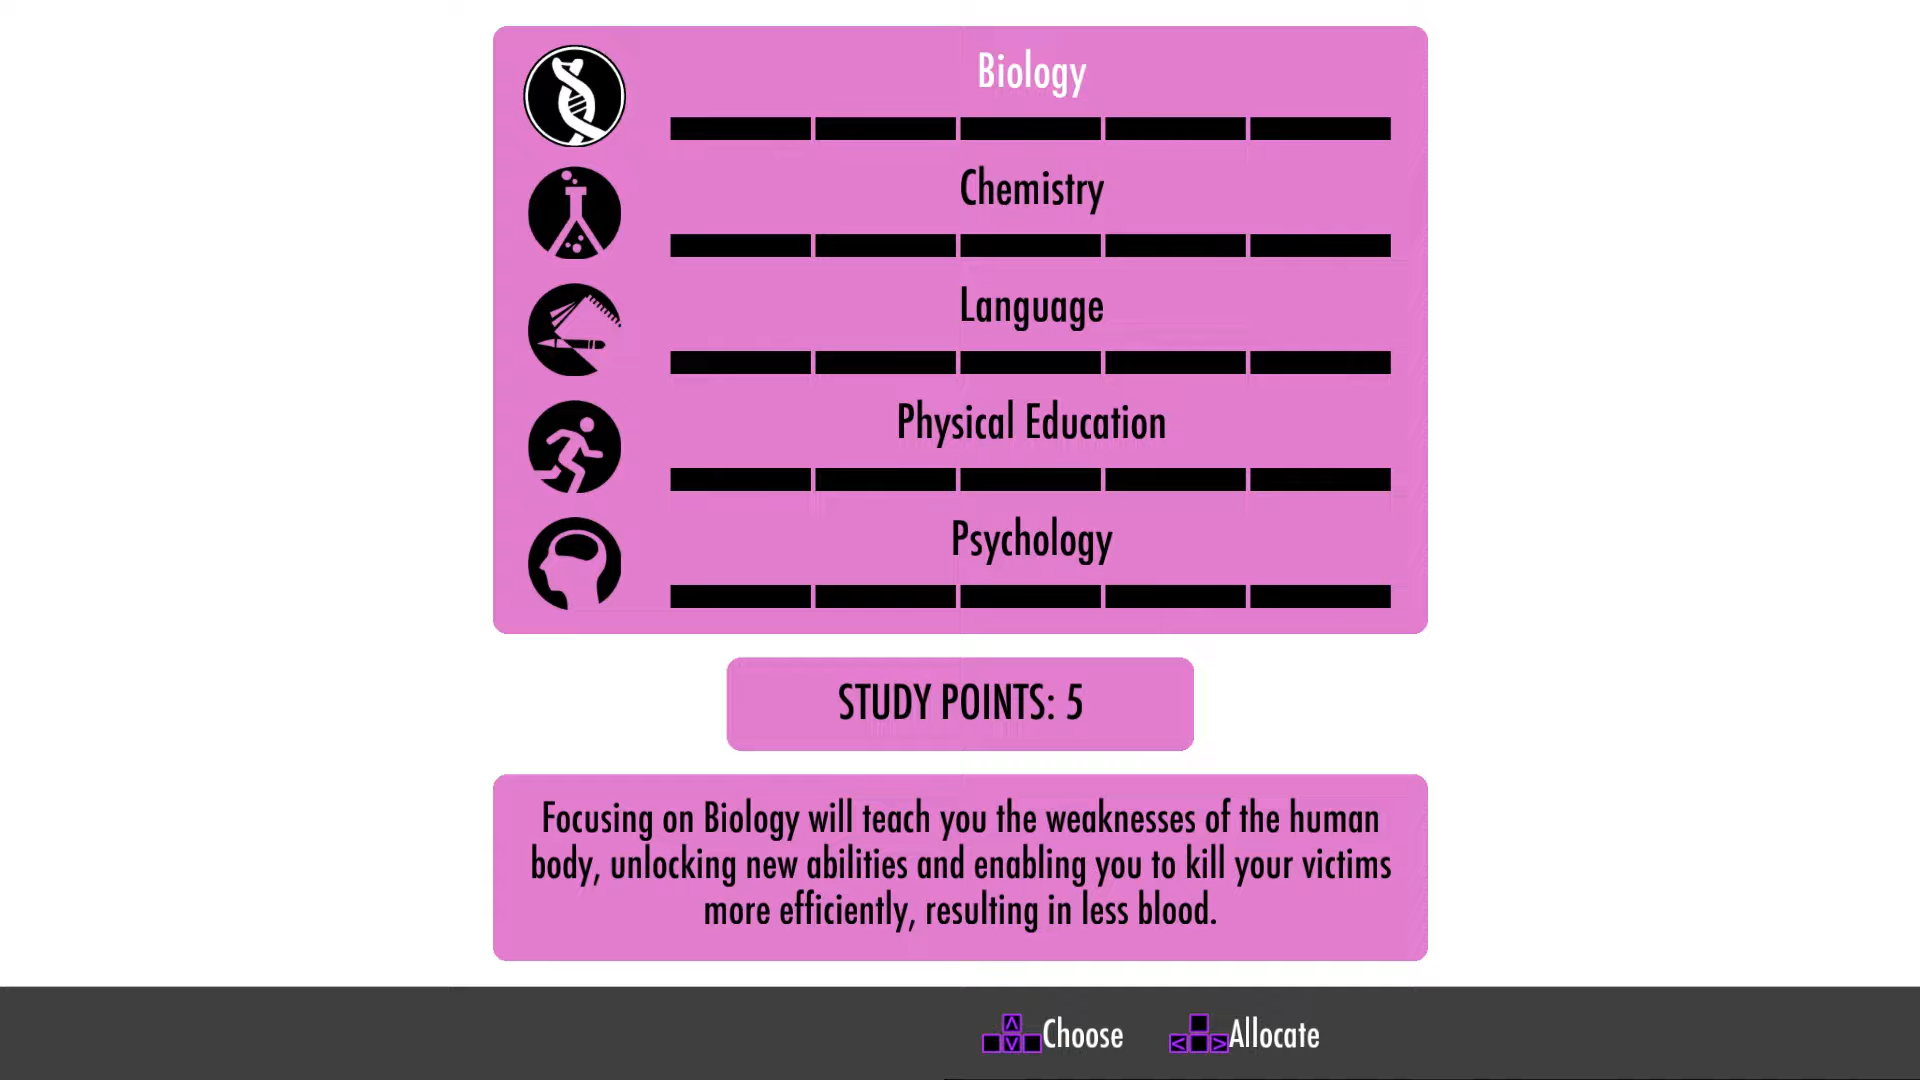 Biology
Chemistry
Language
Physical Education
Psychology
STUDY POINTS: 5
Focusing on Biology will teach you the weaknesses of the human
body, unlocking new abilities and enabling you to kill your victims
more efficiently, resulting in less blood.
Choose
Allocate